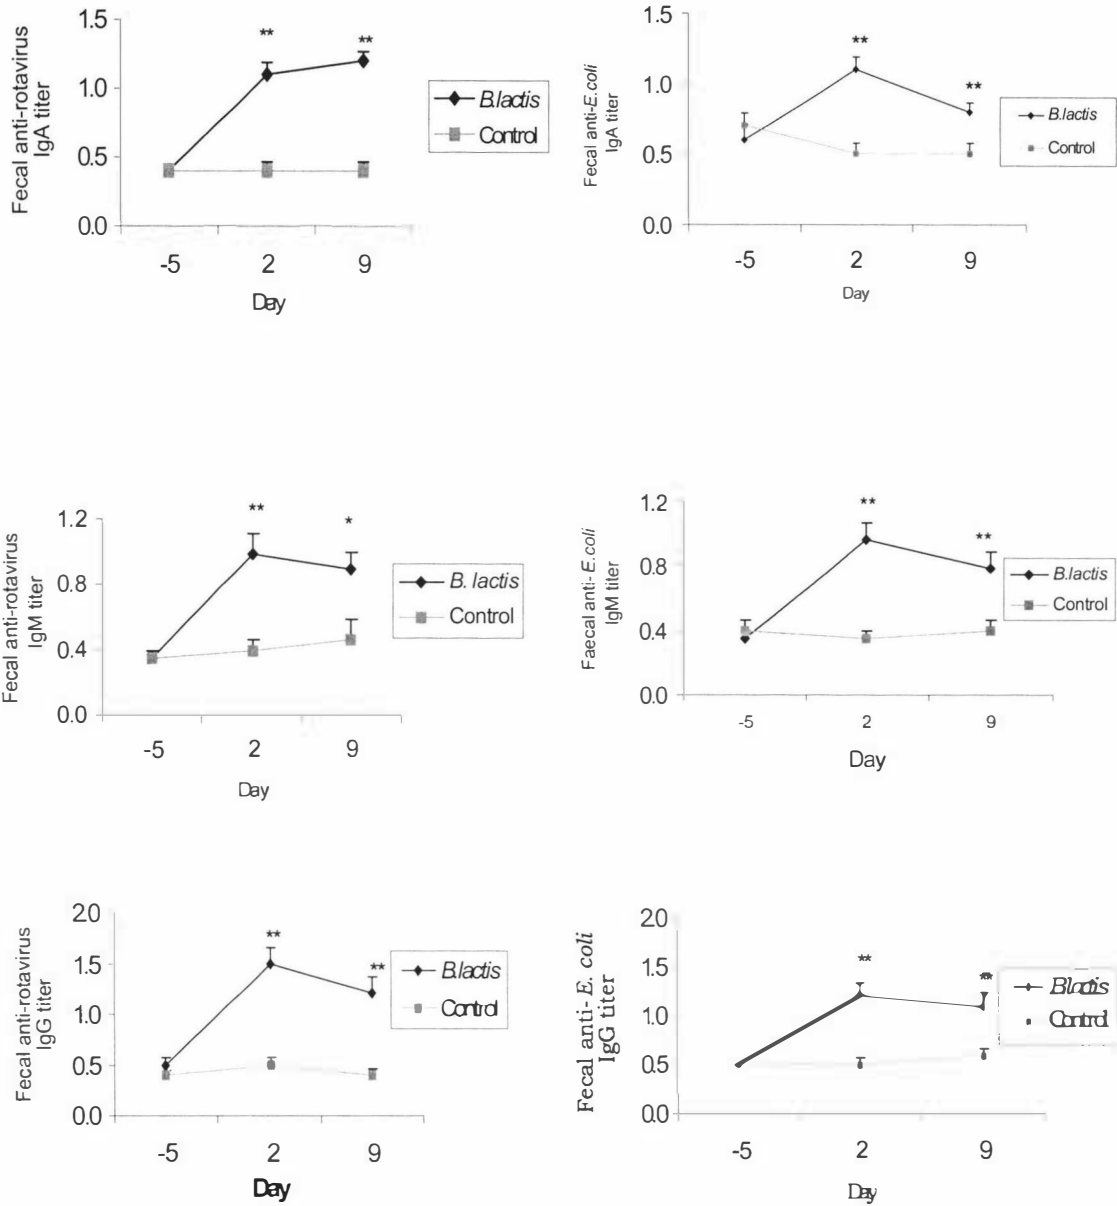 Fecal anti-rotavirus
IgA titer
1.5
1.0
0.5
0.0
**
**
B.lactis
Control
-5
2
9
Day
Fecal anti-E.coli
IgA titer
1.5
1.0
0.5
0.0
**
**
B.lactis
Control
-5
2
9
Day
Fecal anti-rotavirus
IgM titer
1.2
0.8
0.4
0.0
**
*
B. lactis
Control
-5
2
9
Day
Faecal anti- E.coli
IgM titer
1.2
0.8
0.4
0.0
**
**
B.lactis
Control
-5
2
9
Day
Fecal anti-rotavirus
IgG titer
2.0
1.5
1.0
0.5
0.0
**
**
B.lactis
Control
-5
2
9
Day
Fecal anti- E. coli
IgG titer
2.0
1.5
1.0
0.5
0.0
**
**
B.lactis
Control
-5
2
9
Day